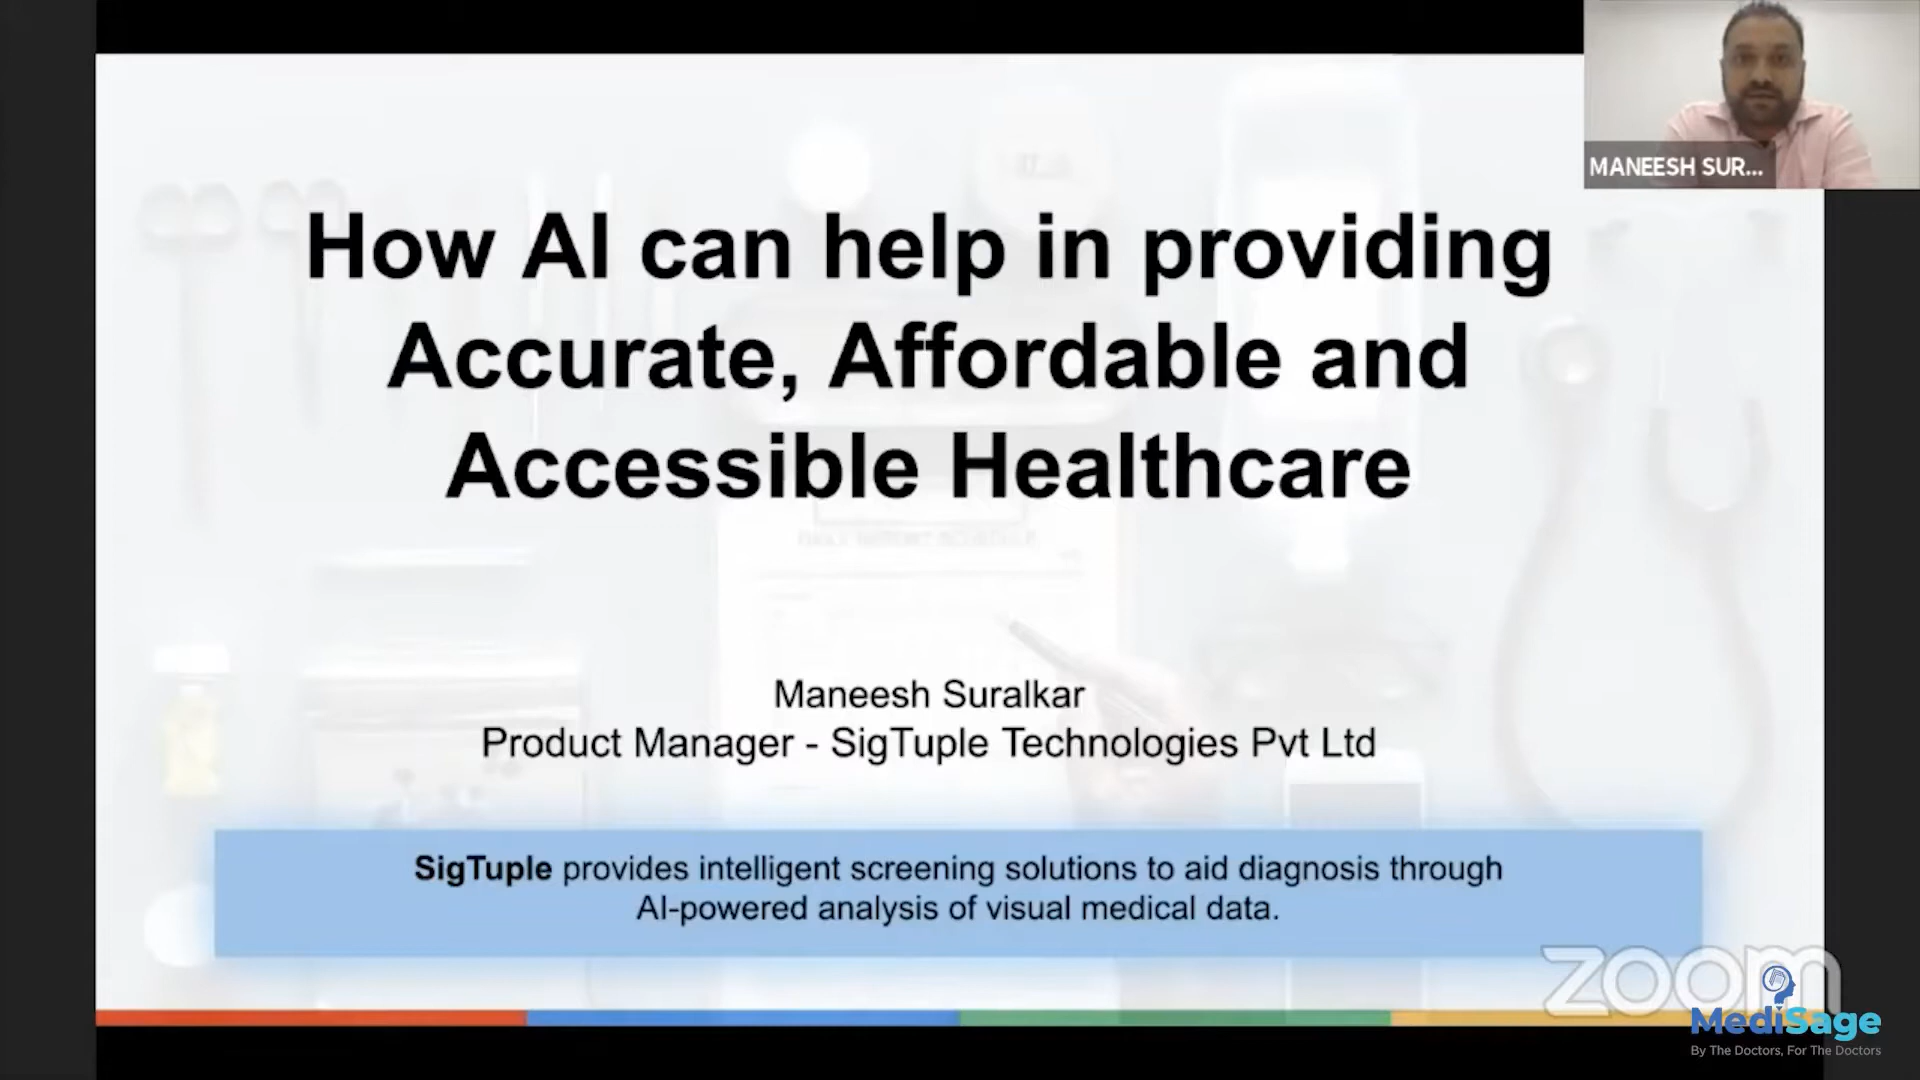 MANEESH SUR...
How AI can help in providing
Accurate, Affordable and
Accessible Healthcare
Maneesh Suralkar
Product Manager - SigTuple Technologies Pvt Ltd
SigTuple provides intelligent screening solutions to aid diagnosis through
AI-powered analysis of visual medical data.
zoom
MediSage
By The Doctors, For The Doctors